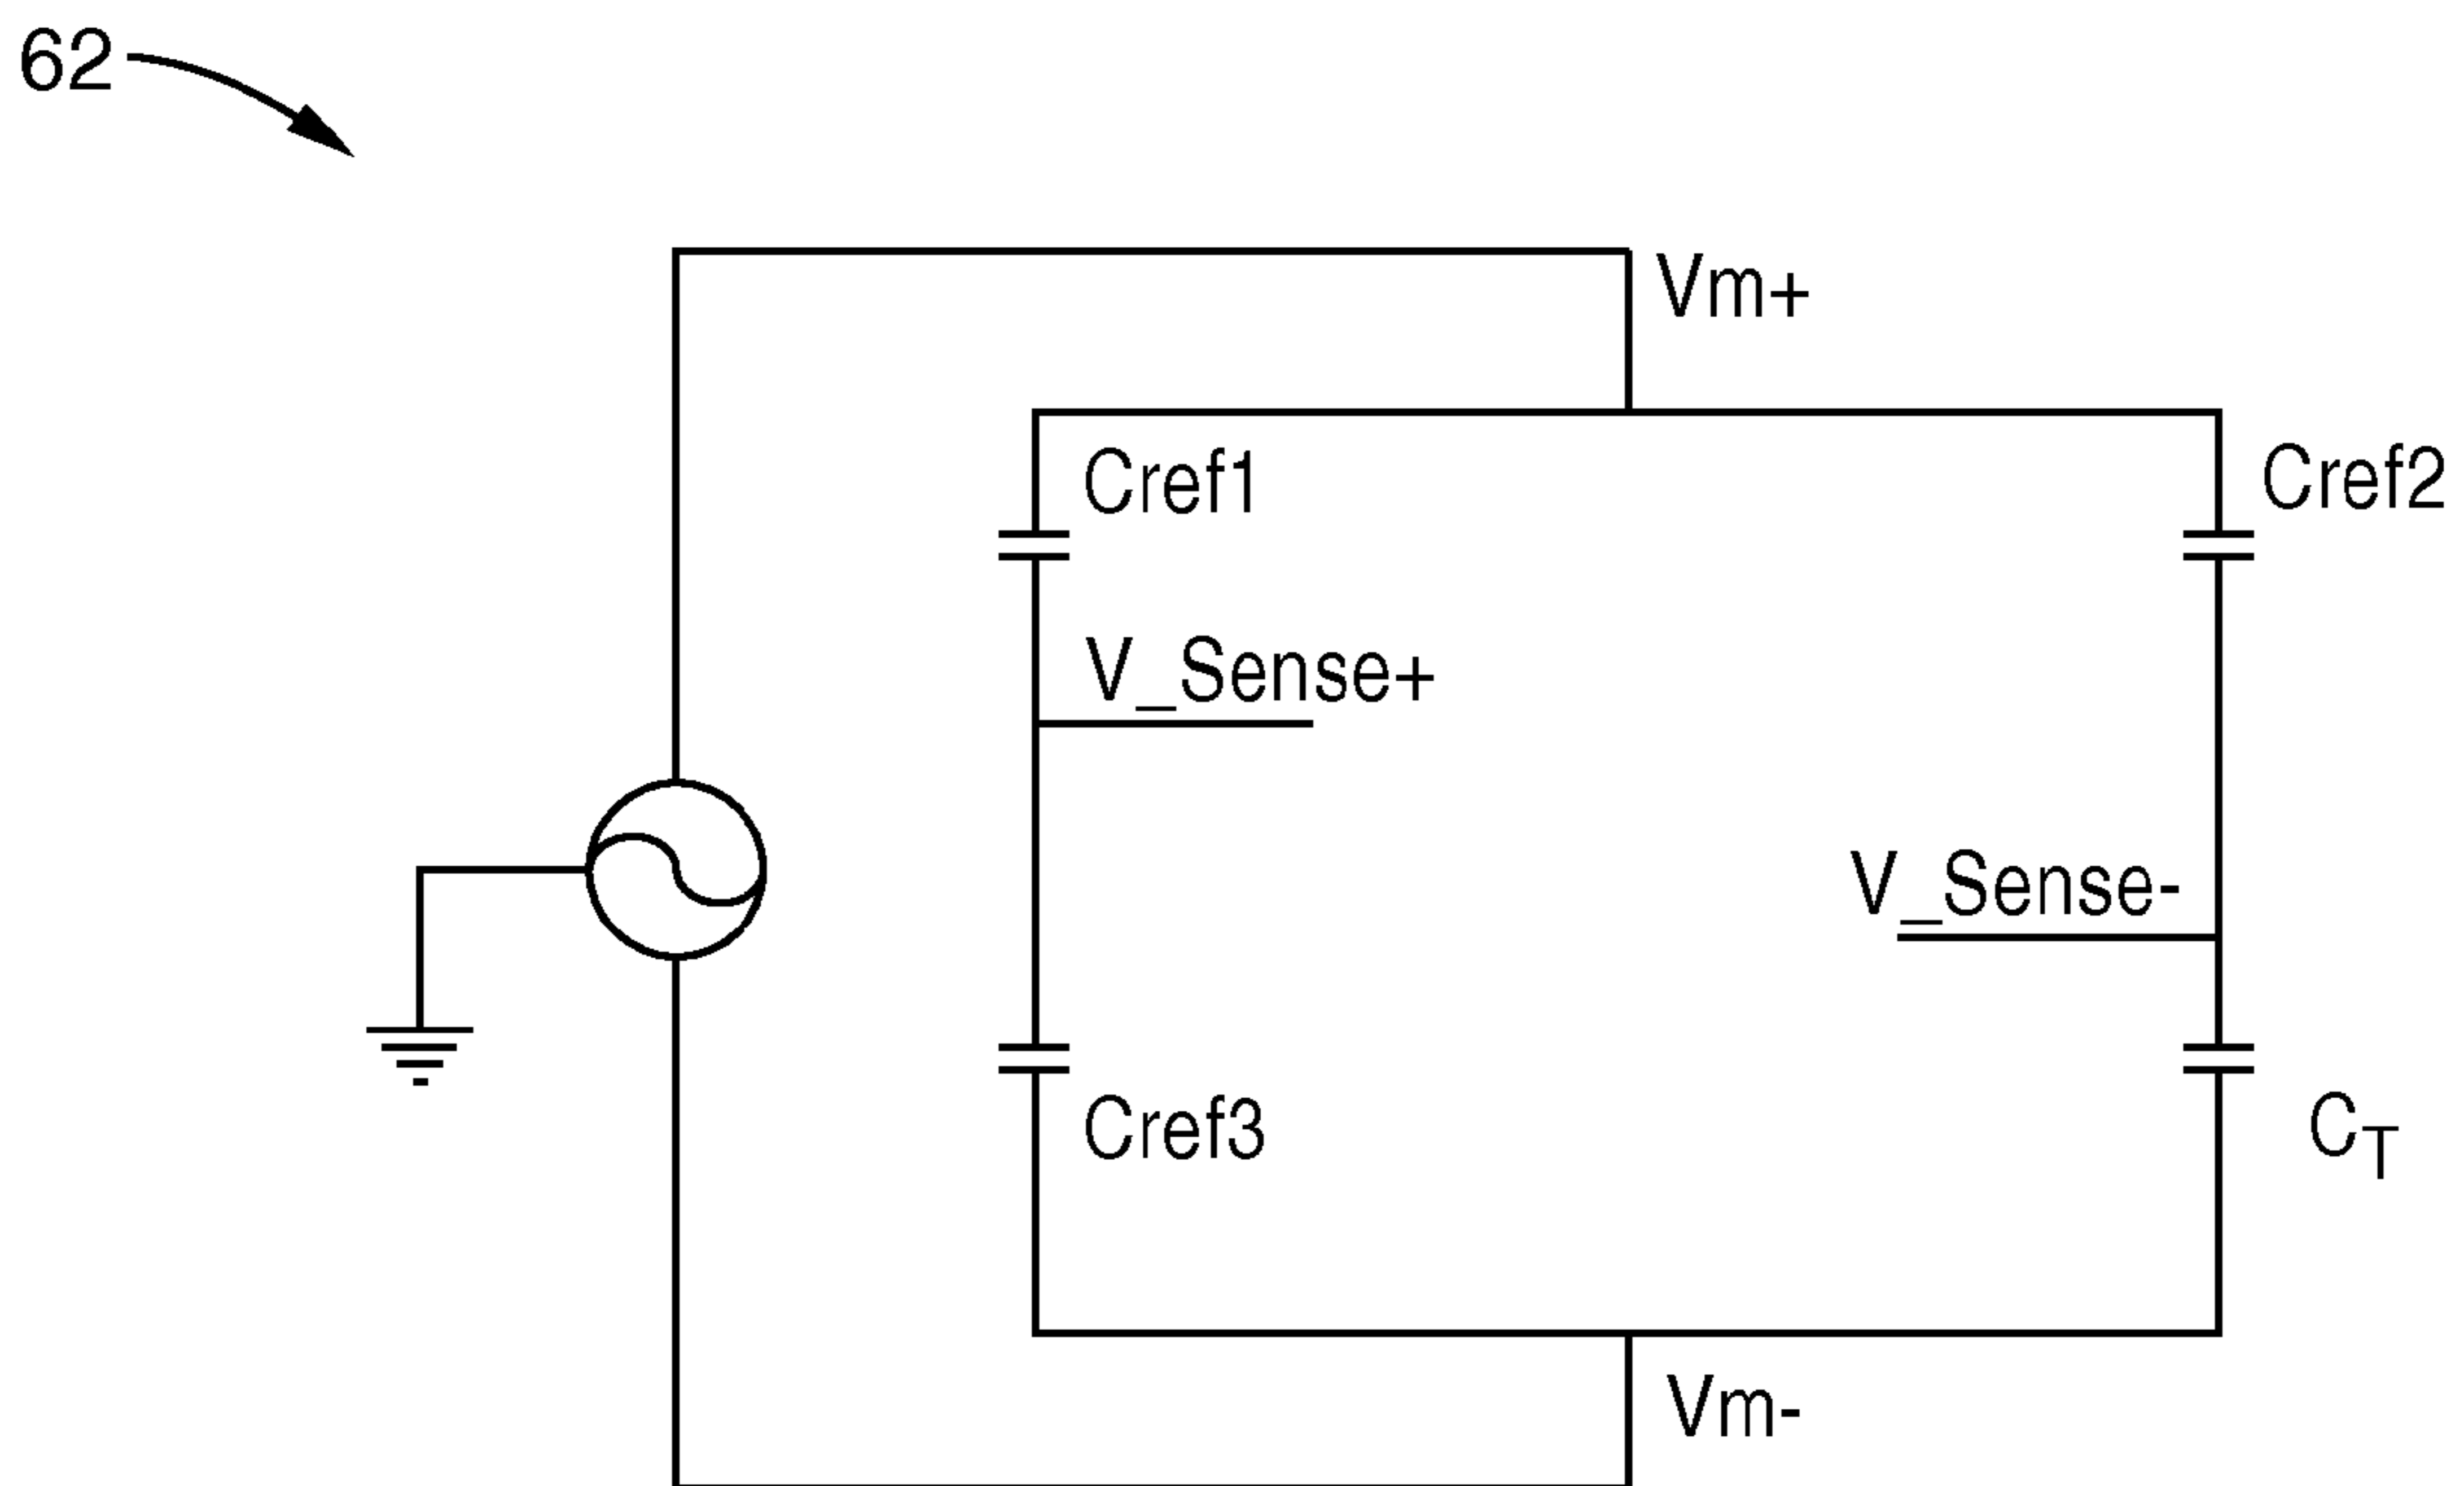 62
Vm+
Cref1
Cref2
V_Sense+
V_Sense-
Cref3
CT
Vm-